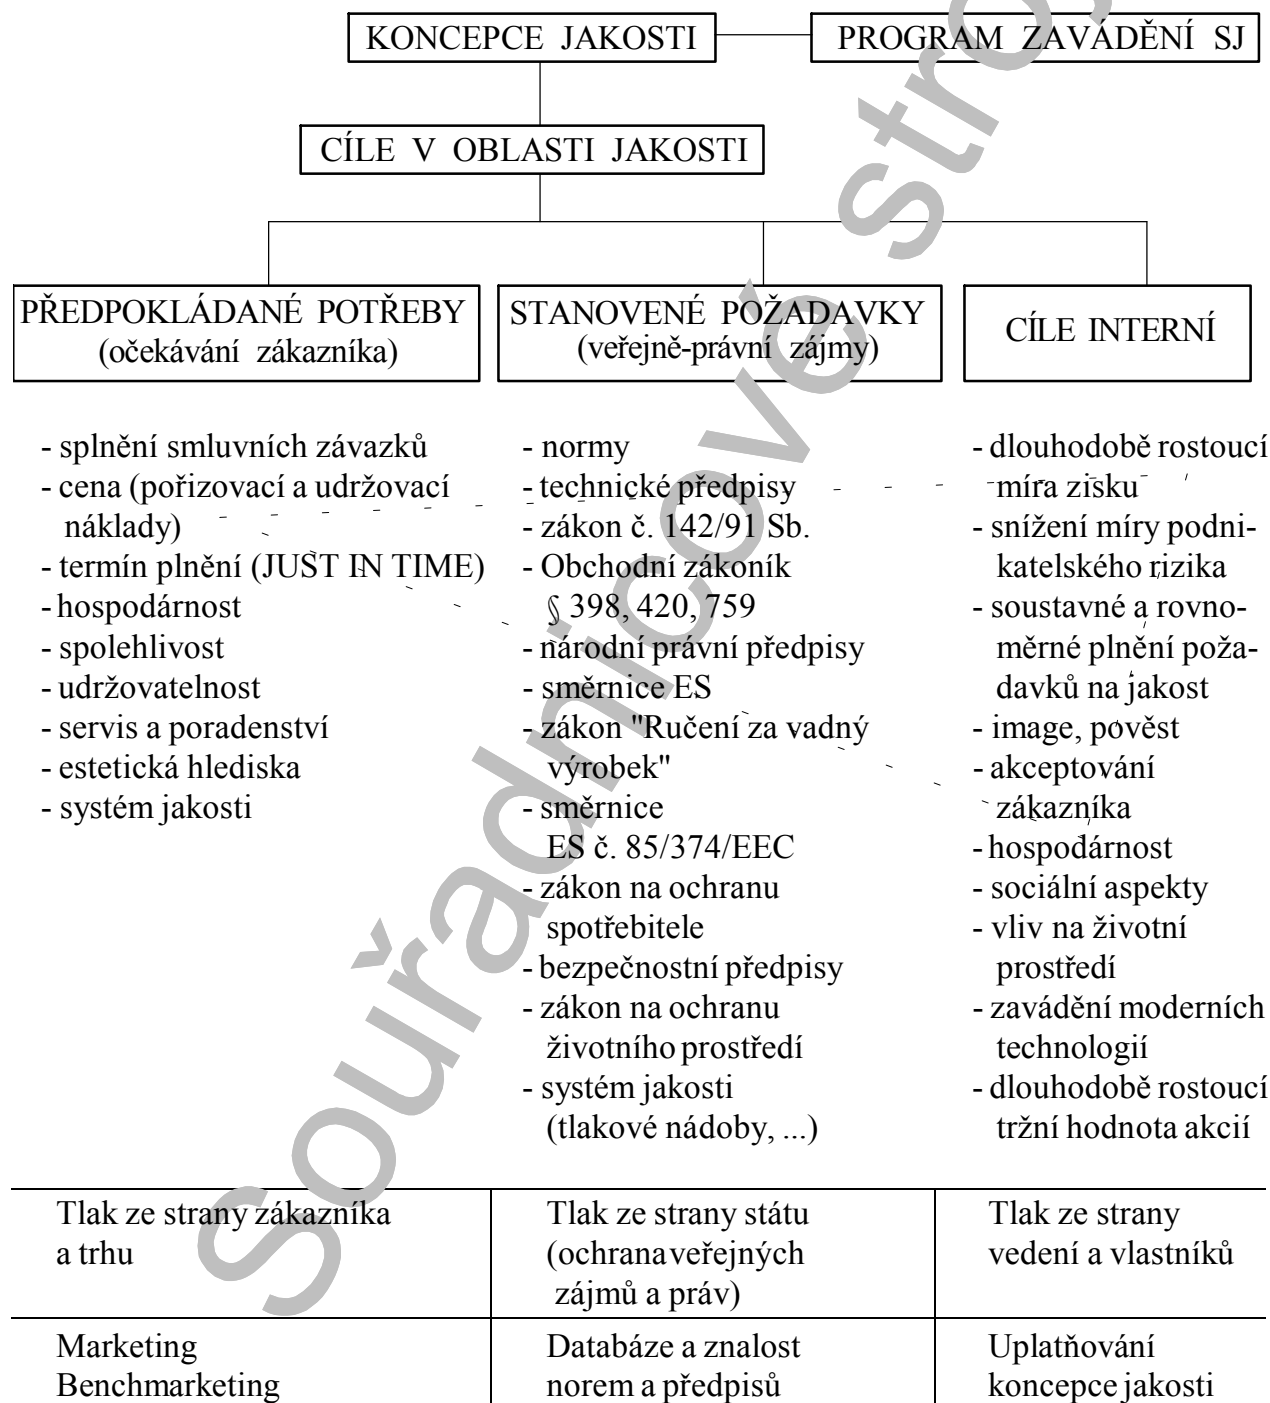 KONCEPCE JAKOSTI
PROGRAM ZAVÁDĚNÍ SJ
CÍLE V OBLASTI JAKOSTI
PŘEDPOKLÁDANÉ POTŘEBY
(očekávání zákazníka)
STANOVENÉ POŽADAVKY
(veřejně-právní zájmy)
CÍLE INTERNÍ
- splnění smluvních závazků
- cena (pořizovací a udržovací
náklady)
- termín plnění (JUST IN TIME)
- hospodárnost
- spolehlivost
- udržovatelnost
- servis a poradenství
- estetická hlediska
- systém jakosti
- normy
- technické předpisy
- zákon č. 142/91 Sb.
- Obchodní zákoník
§ 398, 420, 759
- národní právní předpisy
- směrnice ES
- zákon "Ručení za vadný
výrobek"
- směrnice
ES č. 85/374/EEC
- zákon na ochranu
spotřebitele
- bezpečnostní předpisy
- zákon na ochranu
životního prostředí
- systém jakosti
(tlakové nádoby, ...)
- dlouhodobě rostoucí
míra zisku
- snížení míry podni-
katelského rizika
- soustavné a rovno-
měrné plnění poža-
davků na jakost
- image, pověst
- akceptování
zákazníka
- hospodárnost
- sociální aspekty
- vliv na životní
prostředí
- zavádění moderních
technologií
- dlouhodobě rostoucí
tržní hodnota akcií
Tlak ze strany zákazníka
a trhu
Tlak ze strany státu
(ochrana veřejných
zájmů a práv)
Tlak ze strany
vedení a vlastníků
Marketing
Benchmarketing
Databáze a znalost
norem a předpisů
Uplatňování
koncepce jakosti
Souřadnicové stroj